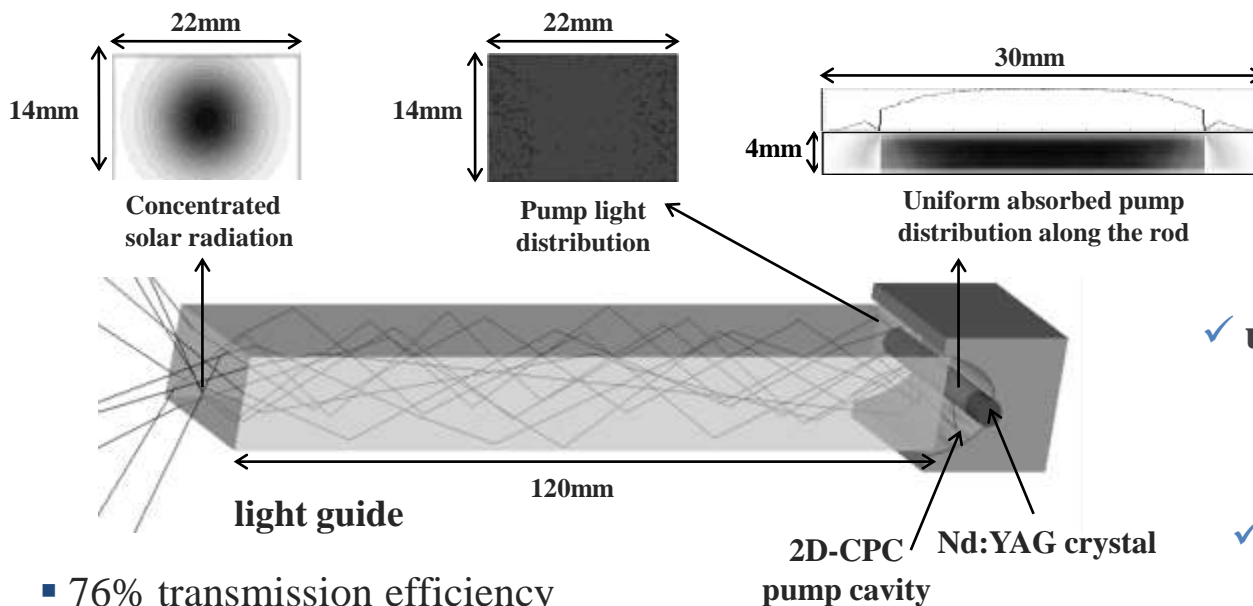 22mm
22mm
30mm
14mm
14mm
4mm
Concentrated
solar radiation
Pump light
distribution
Uniform absorbed pump
distribution along the rod
✓
120mm
light guide
✓
2D-CPC
pump cavity
Nd:YAG crystal
▪ 76% transmission efficiency